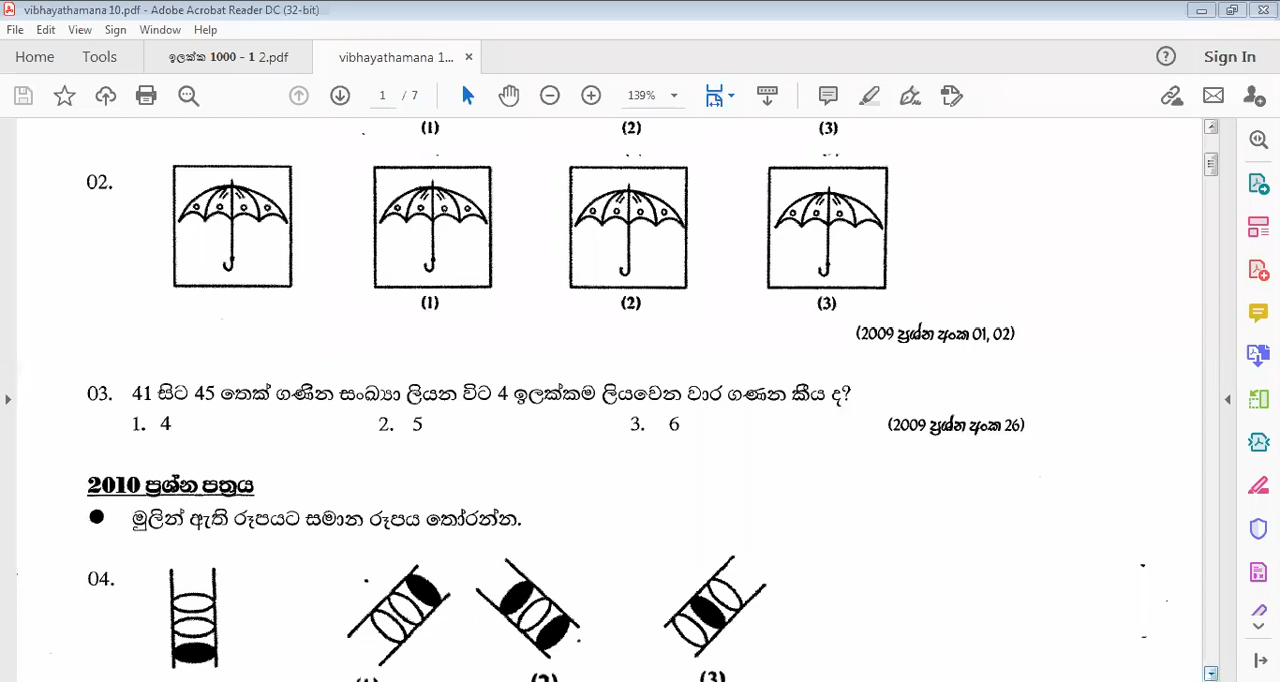 vibhayathamana 10.pdf - Adobe Acrobat Reader DC (32-bit)
File Edit View Sign Window Help
Home Tools ඉලක්ක 1000 - 1 2.pdf vibhayathamana 1... × Sign In
1 / 7 139%
(1) (2) (3)
02.
(1) (2) (3)
(2009 ප්‍රශ්න අංක 01, 02)
03. 41 සිට 45 තෙක් ගණින සංඛ්‍යා ලියන විට 4 ඉලක්කම ලියවෙන වාර ගණන කීය ද?
1. 4 2. 5 3. 6 (2009 ප්‍රශ්න අංක 26)
2010 ප්‍රශ්න පත්‍රය
● මුලින් ඇති රූපයට සමාන රූපය තෝරන්න.
04.
(1) (2) (3)